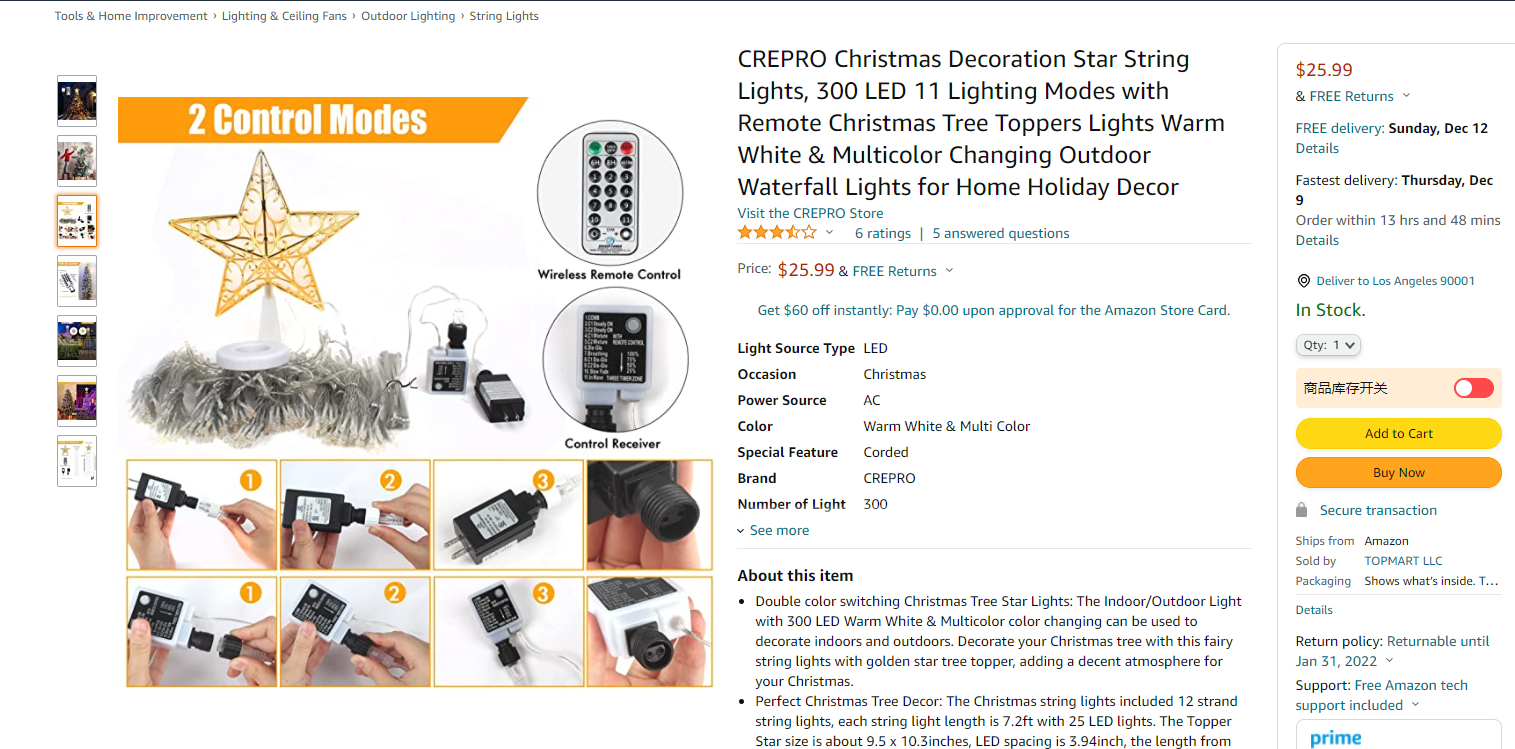 Tools & Home Improvement › Lighting & Ceiling Fans › Outdoor Lighting › String Lights
2 Control Modes
Wireless Remote Control
Control Receiver
1
2
3
1
2
3
CREPRO Christmas Decoration Star String
Lights, 300 LED 11 Lighting Modes with
Remote Christmas Tree Toppers Lights Warm
White & Multicolor Changing Outdoor
Waterfall Lights for Home Holiday Decor
Visit the CREPRO Store
6 ratings | 5 answered questions
Price: $25.99 & FREE Returns
Get $60 off instantly: Pay $0.00 upon approval for the Amazon Store Card.
Light Source Type LED
Occasion Christmas
Power Source AC
Color Warm White & Multi Color
Special Feature Corded
Brand CREPRO
Number of Light 300
See more
About this item
• Double color switching Christmas Tree Star Lights: The Indoor/Outdoor Light
with 300 LED Warm White & Multicolor color changing can be used to
decorate indoors and outdoors. Decorate your Christmas tree with this fairy
string lights with golden star tree topper, adding a decent atmosphere for
your Christmas.
• Perfect Christmas Tree Decor: The Christmas string lights included 12 strand
string lights, each string light length is 7.2ft with 25 LED lights. The Topper
Star size is about 9.5 x 10.3inches, LED spacing is 3.94inch, the length from
$25.99
& FREE Returns
FREE delivery: Sunday, Dec 12
Details
Fastest delivery: Thursday, Dec
9
Order within 13 hrs and 48 mins
Details
Deliver to Los Angeles 90001
In Stock.
Qty: 1
商品库存开关
Add to Cart
Buy Now
Secure transaction
Ships from Amazon
Sold by TOPMART LLC
Packaging Shows what's inside. T…
Details
Return policy: Returnable until
Jan 31, 2022
Support: Free Amazon tech
support included
prime